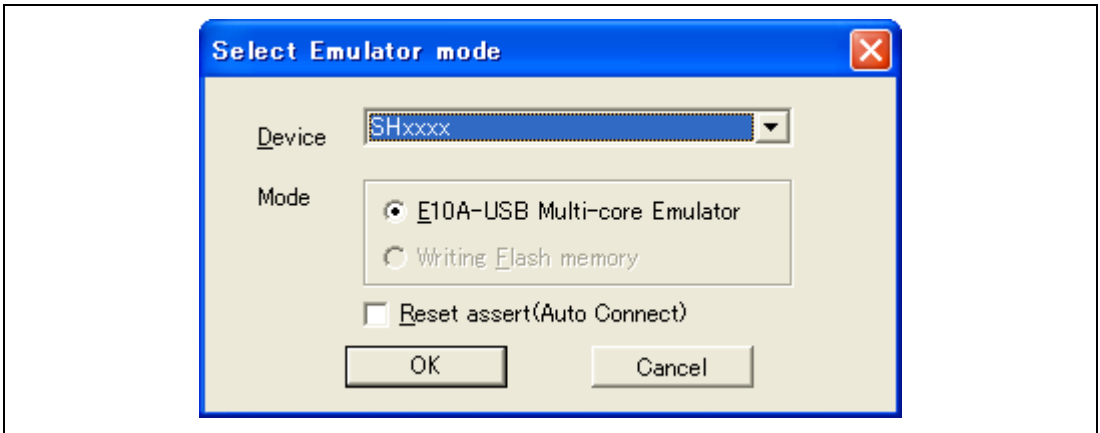 Select Emulator mode
Device
SHxxxx
Mode
E10A-USB Multi-core Emulator
Writing Flash memory
Reset assert(Auto Connect)
OK
Cancel